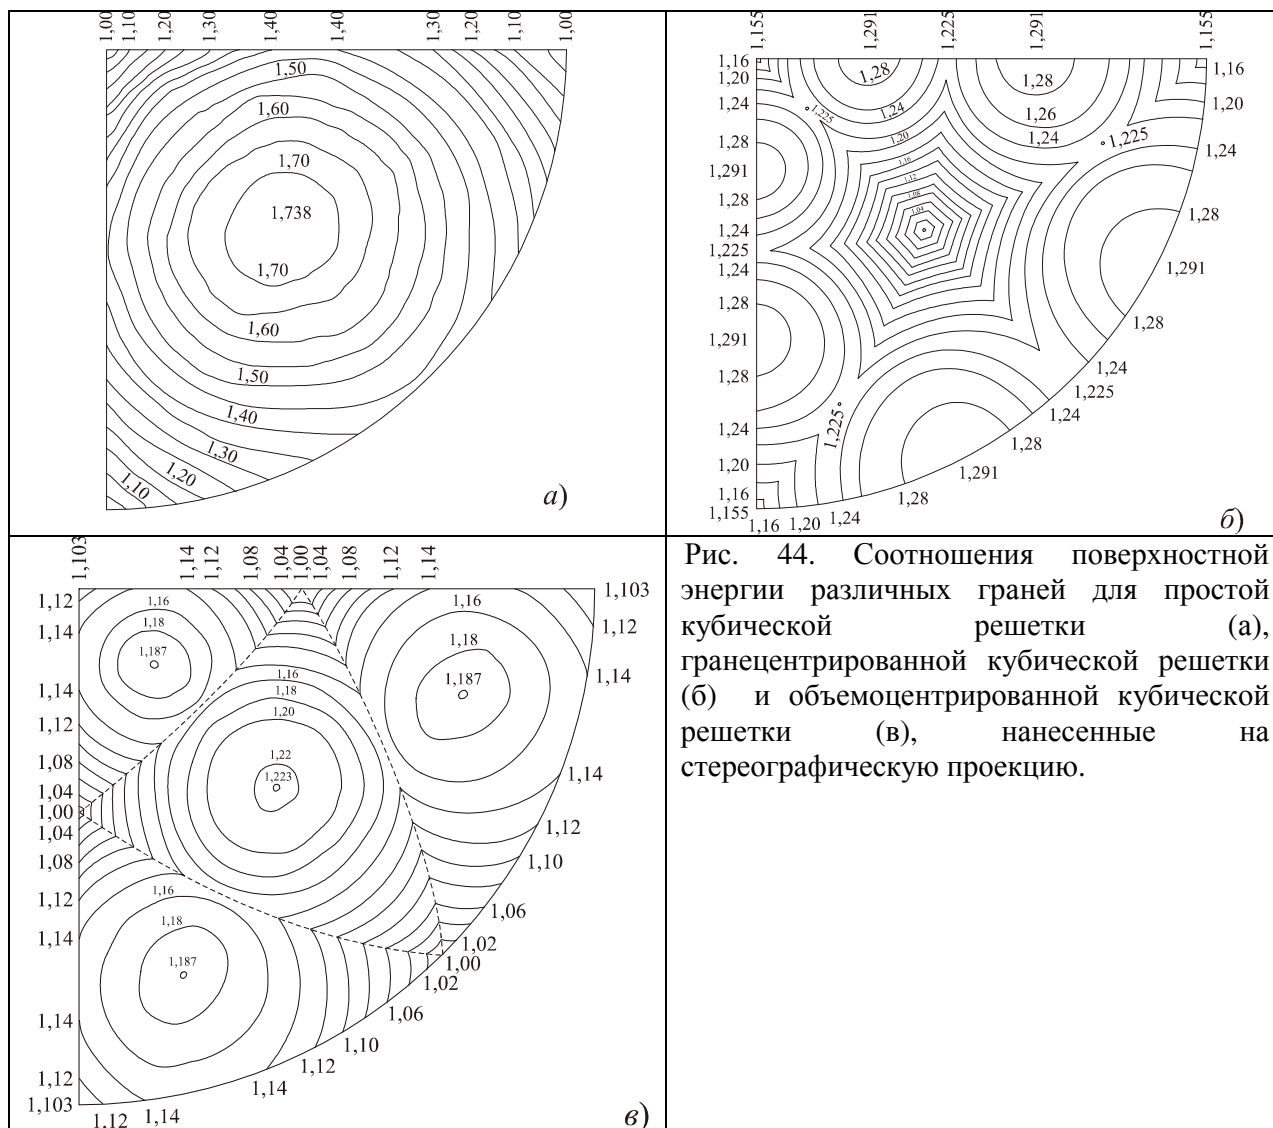 1,00 1,10 1,20 1,30 1,40 1,40 1,30 1,20 1,10 1,00
1,50
1,60
1,70
1,738
1,70
1,60
1,50
1,40
1,30
1,20
1,10
а)
1,155 1,291 1,225 1,291 1,155
1,16 1,28 1,28 1,16
1,20 1,20
1,24 1,225 1,24 1,26
1,28 1,20 1,24 1,225 1,24
1,16
1,291 1,12
1,28 1,08 1,28
1,24 1,04
1,225
1,24 1,291
1,28 1,28
1,291
1,28 1,24
1,225
1,24 1,225 1,24
1,28
1,20 1,291
1,16 1,28
1,155 1,16 1,20 1,24
б)
1,103 1,14 1,12 1,08 1,04 1,00 1,04 1,08 1,12 1,14
1,12 1,16 1,16 1,103
1,14 1,18 1,18 1,12
1,187 1,187 1,14
1,14 1,16
1,18
1,12 1,20
1,08 1,22
1,04 1,223 1,14
1,00
1,04 1,12
1,08 1,10
1,12 1,16
1,14 1,18 1,06
1,187 1,02
1,00
1,02
1,14 1,06
1,10
1,12 1,12
1,103 1,14
1,12 1,14
в)
Рис. 44. Соотношения поверхностной
энергии различных граней для простой
кубической решетки (а),
гранецентрированной кубической решетки
(б) и объемоцентрированной кубической
решетки (в), нанесенные на
стереографическую проекцию.